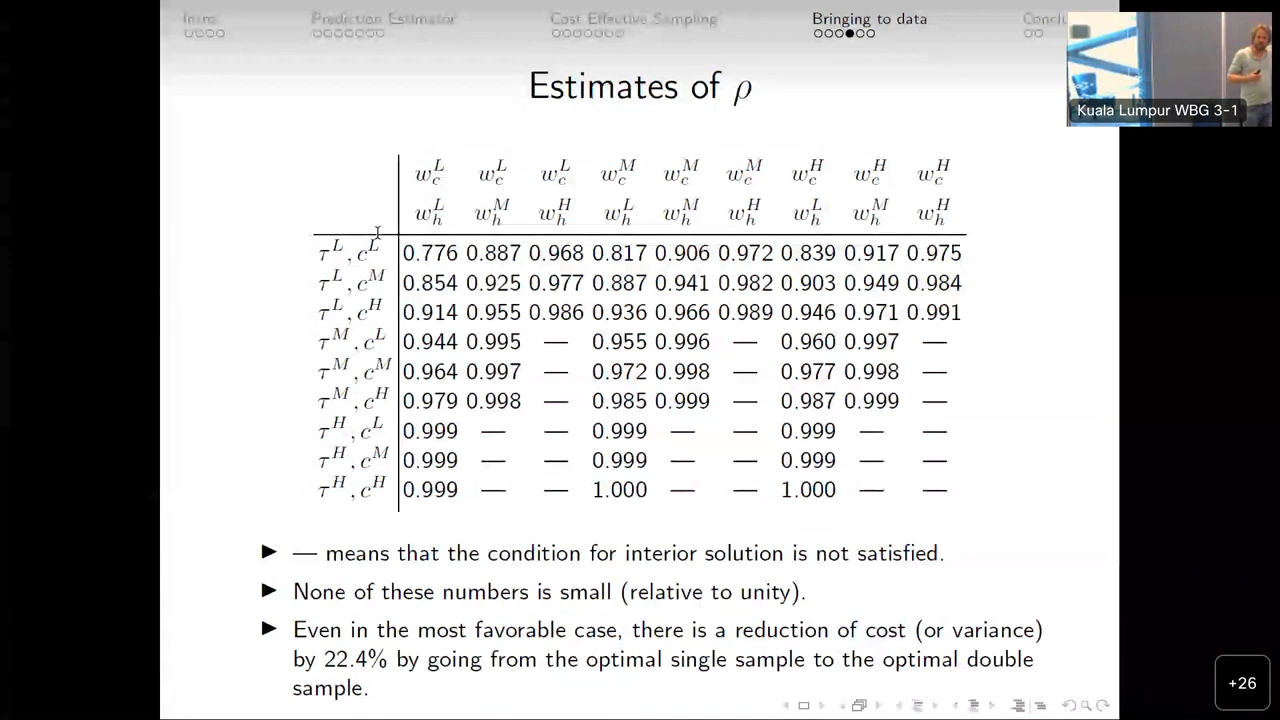 Intro Prediction Estimator Cost Effective Sampling Bringing to data Conclu
Kuala Lumpur WBG 3-1
Estimates of ρ
w_c^L w_c^L w_c^L w_c^M w_c^M w_c^M w_c^H w_c^H w_c^H
w_h^L w_h^M w_h^H w_h^L w_h^M w_h^H w_h^L w_h^M w_h^H
τ^L, c^L 0.776 0.887 0.968 0.817 0.906 0.972 0.839 0.917 0.975
τ^L, c^M 0.854 0.925 0.977 0.887 0.941 0.982 0.903 0.949 0.984
τ^L, c^H 0.914 0.955 0.986 0.936 0.966 0.989 0.946 0.971 0.991
τ^M, c^L 0.944 0.995 — 0.955 0.996 — 0.960 0.997 —
τ^M, c^M 0.964 0.997 — 0.972 0.998 — 0.977 0.998 —
τ^M, c^H 0.979 0.998 — 0.985 0.999 — 0.987 0.999 —
τ^H, c^L 0.999 — — 0.999 — — 0.999 — —
τ^H, c^M 0.999 — — 0.999 — — 0.999 — —
τ^H, c^H 0.999 — — 1.000 — — 1.000 — —
▶ — means that the condition for interior solution is not satisfied.
▶ None of these numbers is small (relative to unity).
▶ Even in the most favorable case, there is a reduction of cost (or variance)
by 22.4% by going from the optimal single sample to the optimal double
sample.
+26